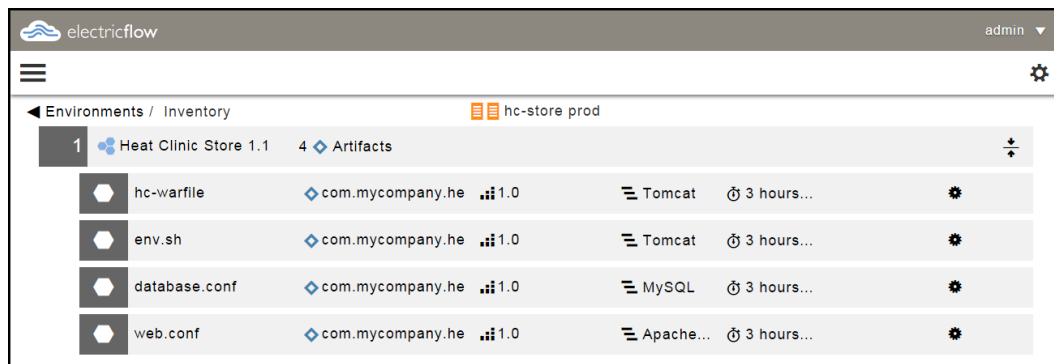 electricflow admin
Environments / Inventory hc-store prod
1 Heat Clinic Store 1.1 4 Artifacts
hc-warfile com.mycompany.he 1.0 Tomcat 3 hours...
env.sh com.mycompany.he 1.0 Tomcat 3 hours...
database.conf com.mycompany.he 1.0 MySQL 3 hours...
web.conf com.mycompany.he 1.0 Apache... 3 hours...